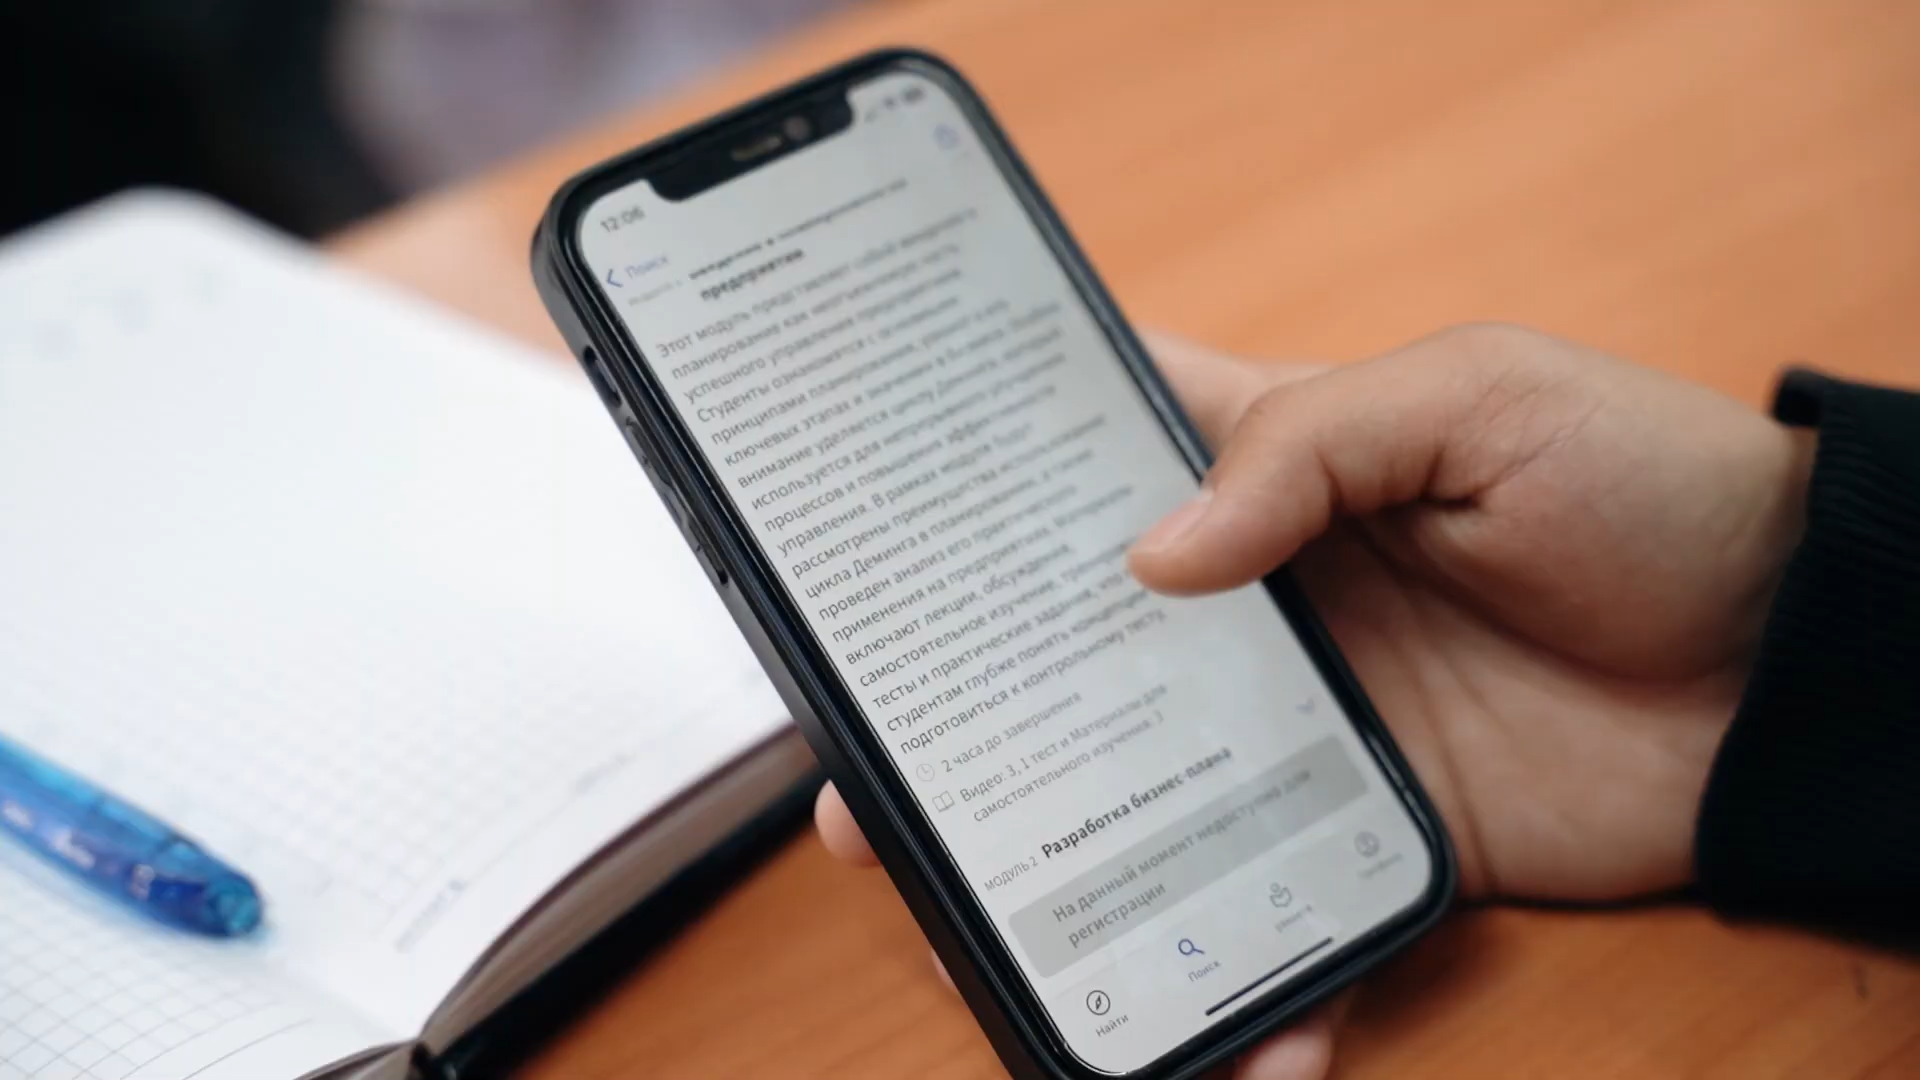 12:06
Поиск
предприятии
Этот модуль представляет собой введение в
планирование как неотъемлемую часть
успешного управления предприятием.
Студенты ознакомятся с основными
принципами планирования, узнают о его
ключевых этапах и значении в бизнесе. Особое
внимание уделяется циклу Деминга, который
используется для непрерывного улучшения
процессов и повышения эффективности
управления. В рамках модуля будут
рассмотрены преимущества использования
цикла Деминга в планировании, а также
проведен анализ его практического
применения на предприятиях. Материалы
включают лекции, обсуждения,
самостоятельное изучение,
тесты и практические задания, что
студентам глубже понять концепцию
подготовиться к контрольному тесту.
2 часа до завершения
Видео: 3, 1 тест и Материалы для
самостоятельного изучения: 3
модуль 2 Разработка бизнес-плана
На данный момент недоступно для
регистрации
Найти
Поиск